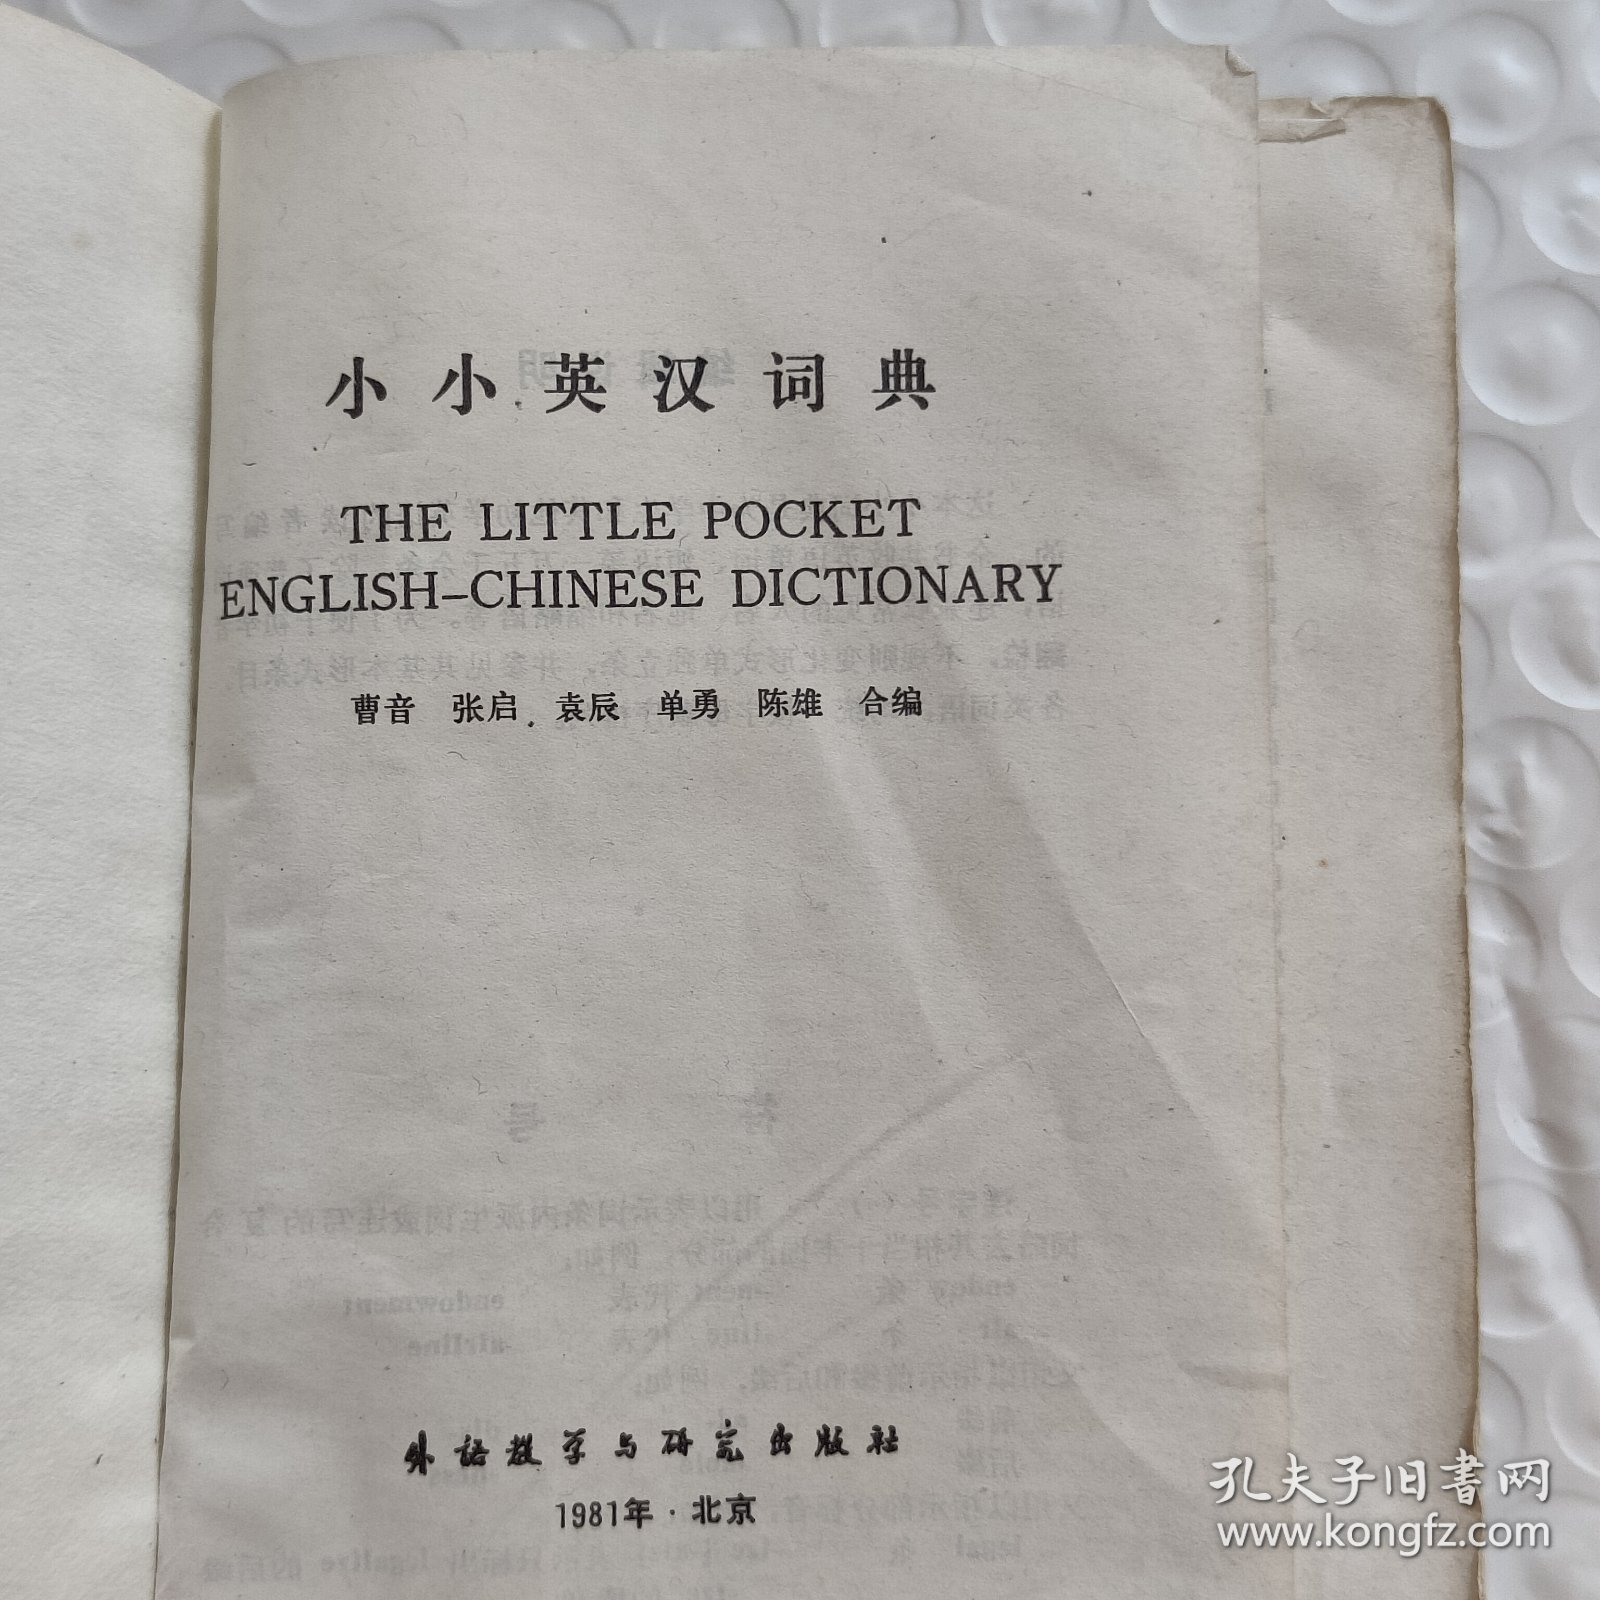 小小英汉词典
THE LITTLE POCKET
ENGLISH-CHINESE DICTIONARY
曹音 张启 袁辰 单勇 陈雄 合编
外语教学与研究出版社
1981年·北京
孔夫子旧书网
www.kongfz.com